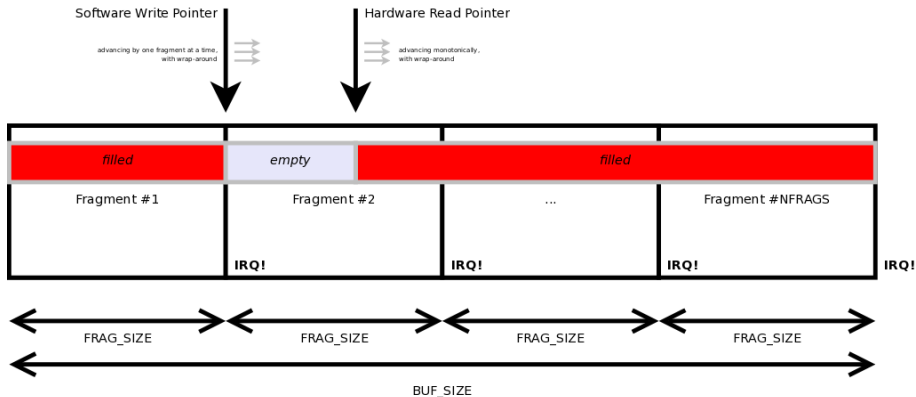 Software Write Pointer
Hardware Read Pointer
advancing by one fragment at a time,
with wrap-around
advancing monotonically,
with wrap-around
filled
empty
filled
Fragment #1
Fragment #2
...
Fragment #NFRAGS
IRQ!
IRQ!
IRQ!
IRQ!
FRAG_SIZE
FRAG_SIZE
FRAG_SIZE
FRAG_SIZE
BUF_SIZE